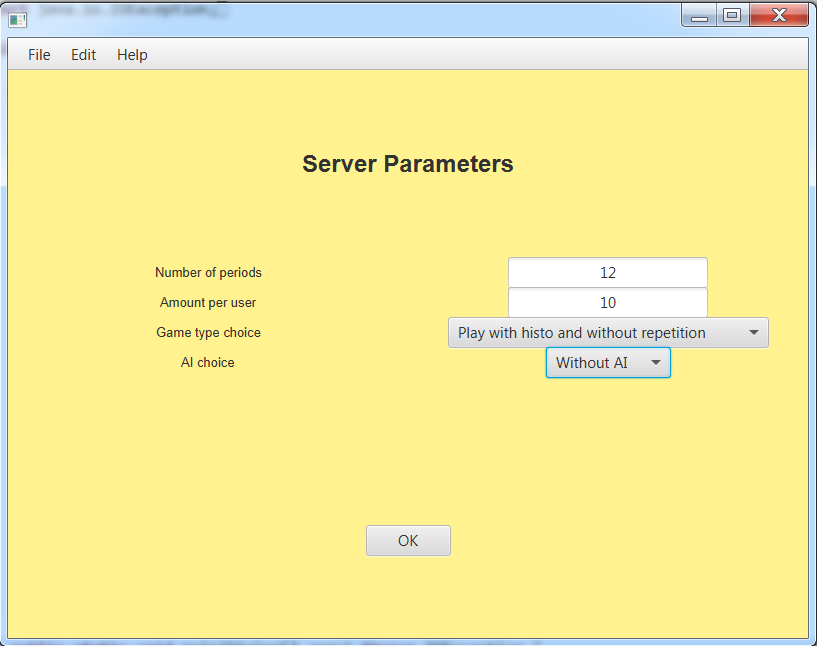 File Edit Help
Server Parameters
Number of periods 12
Amount per user 10
Game type choice Play with histo and without repetition
AI choice Without AI
OK